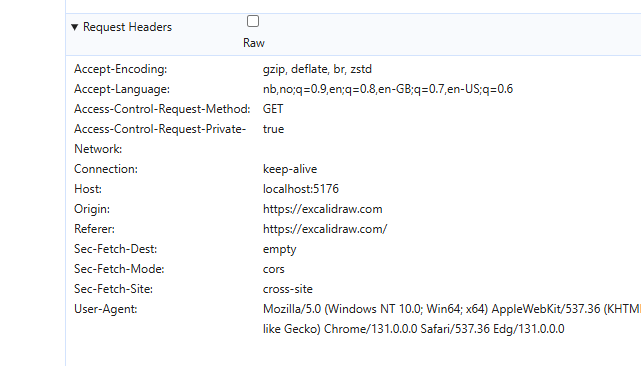 ▼ Request Headers
Raw
Accept-Encoding: gzip, deflate, br, zstd
Accept-Language: nb,no;q=0.9,en;q=0.8,en-GB;q=0.7,en-US;q=0.6
Access-Control-Request-Method: GET
Access-Control-Request-Private- true
Network:
Connection: keep-alive
Host: localhost:5176
Origin: https://excalidraw.com
Referer: https://excalidraw.com/
Sec-Fetch-Dest: empty
Sec-Fetch-Mode: cors
Sec-Fetch-Site: cross-site
User-Agent: Mozilla/5.0 (Windows NT 10.0; Win64; x64) AppleWebKit/537.36 (KHTML
like Gecko) Chrome/131.0.0.0 Safari/537.36 Edg/131.0.0.0